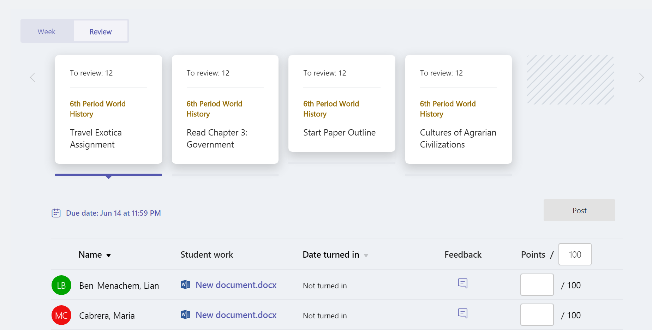 Week
Review
To review: 12
6th Period World
History
Travel Exotica
Assignment
To review: 12
6th Period World
History
Read Chapter 3:
Government
To review: 12
6th Period World
History
Start Paper Outline
To review: 12
6th Period World
History
Cultures of Agrarian
Civilizations
Due date: Jun 14 at 11:59 PM
Post
Name Student work Date turned in Feedback Points / 100
LB Ben Menachem, Lian New document.docx Not turned in / 100
MC Cabrera, Maria New document.docx Not turned in / 100